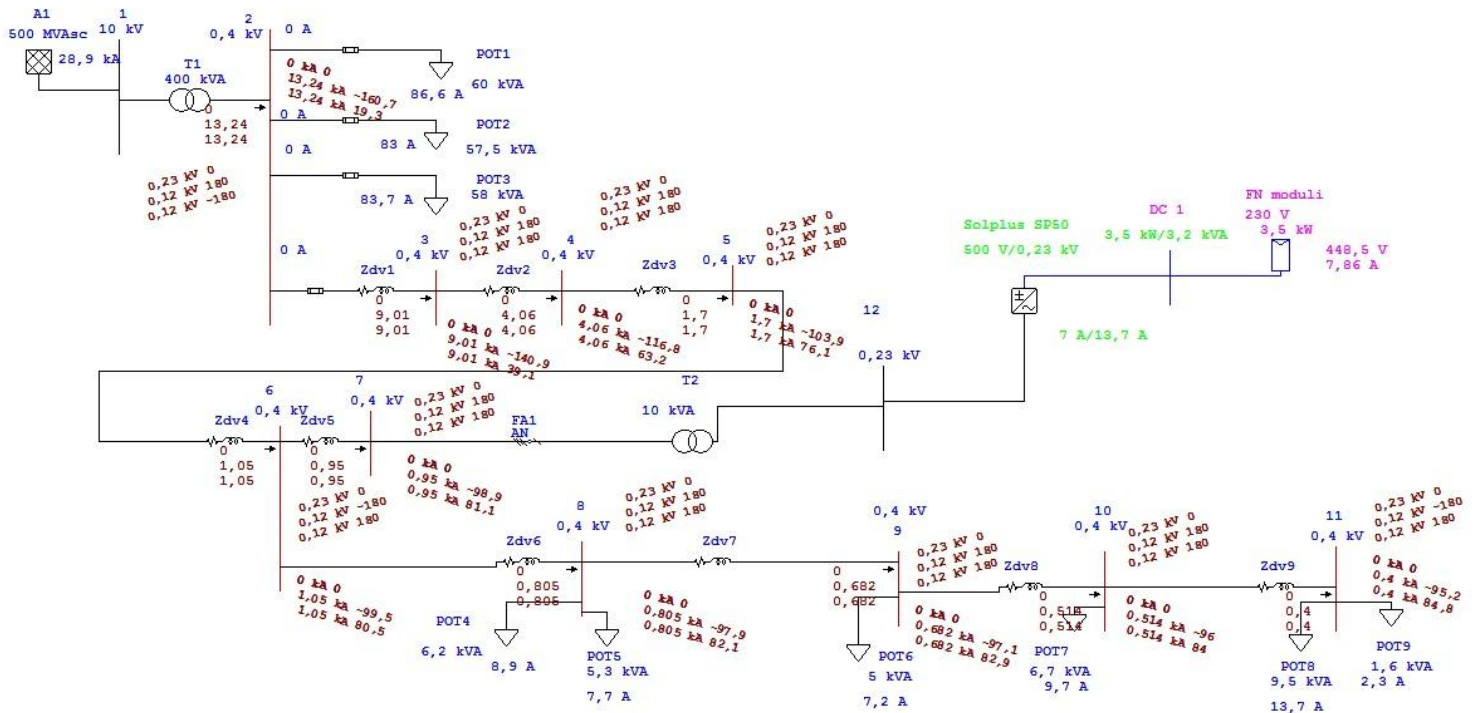 A1
500 MVAsc
28,9 kA
1
10 kV
T1
400 kVA
0
13,24
13,24
2
0,4 kV
0 A
0 kA 0
13,24 kA -160,7
13,24 kA 19,3
POT1
60 kVA
86,6 A
0 A
POT2
57,5 kVA
83 A
0 A
POT3
58 kVA
83,7 A
0,23 kV 0
0,12 kV 180
0,12 kV -180
0 A
Zdv1
0
9,01
9,01
0,23 kV 0
0,12 kV 180
0,12 kV 180
3
0,4 kV
0 kA 0
9,01 kA -140,9
9,01 kA 39,1
Zdv2
0
4,06
4,06
0,23 kV 0
0,12 kV 180
0,12 kV 180
4
0,4 kV
0 kA 0
4,06 kA -116,8
4,06 kA 63,2
Zdv3
0
1,7
1,7
0,23 kV 0
0,12 kV 180
0,12 kV 180
5
0,4 kV
0 kA 0
1,7 kA -103,9
1,7 kA 76,1
Solplus SP50
500 V/0,23 kV
7 A/13,7 A
DC 1
3,5 kW/3,2 kVA
FN moduli
230 V
3,5 kW
448,5 V
7,86 A
12
0,23 kV
T2
10 kVA
FA1
AN
Zdv4
0
1,05
1,05
6
0,4 kV
Zdv5
0
0,95
0,95
7
0,4 kV
0,23 kV 0
0,12 kV 180
0,12 kV 180
0 kA 0
0,95 kA -98,9
0,95 kA 81,1
0,23 kV 0
0,12 kV -180
0,12 kV 180
0 kA 0
1,05 kA -99,5
1,05 kA 80,5
Zdv6
0
0,805
0,805
8
0,4 kV
0,23 kV 0
0,12 kV 180
0,12 kV 180
0 kA 0
0,805 kA -97,9
0,805 kA 82,1
POT4
6,2 kVA
8,9 A
POT5
5,3 kVA
7,7 A
Zdv7
0
0,682
0,682
0,4 kV
9
0,23 kV 0
0,12 kV 180
0,12 kV 180
0 kA 0
0,682 kA -97,1
0,682 kA 82,9
POT6
5 kVA
7,2 A
Zdv8
0
0,514
0,514
10
0,4 kV
0,23 kV 0
0,12 kV 180
0,12 kV 180
0 kA 0
0,514 kA -96
0,514 kA 84
POT7
6,7 kVA
9,7 A
Zdv9
0
0,4
0,4
11
0,4 kV
0,23 kV 0
0,12 kV -180
0,12 kV 180
0 kA 0
0,4 kA -95,2
0,4 kA 84,8
POT8
9,5 kVA
13,7 A
POT9
1,6 kVA
2,3 A